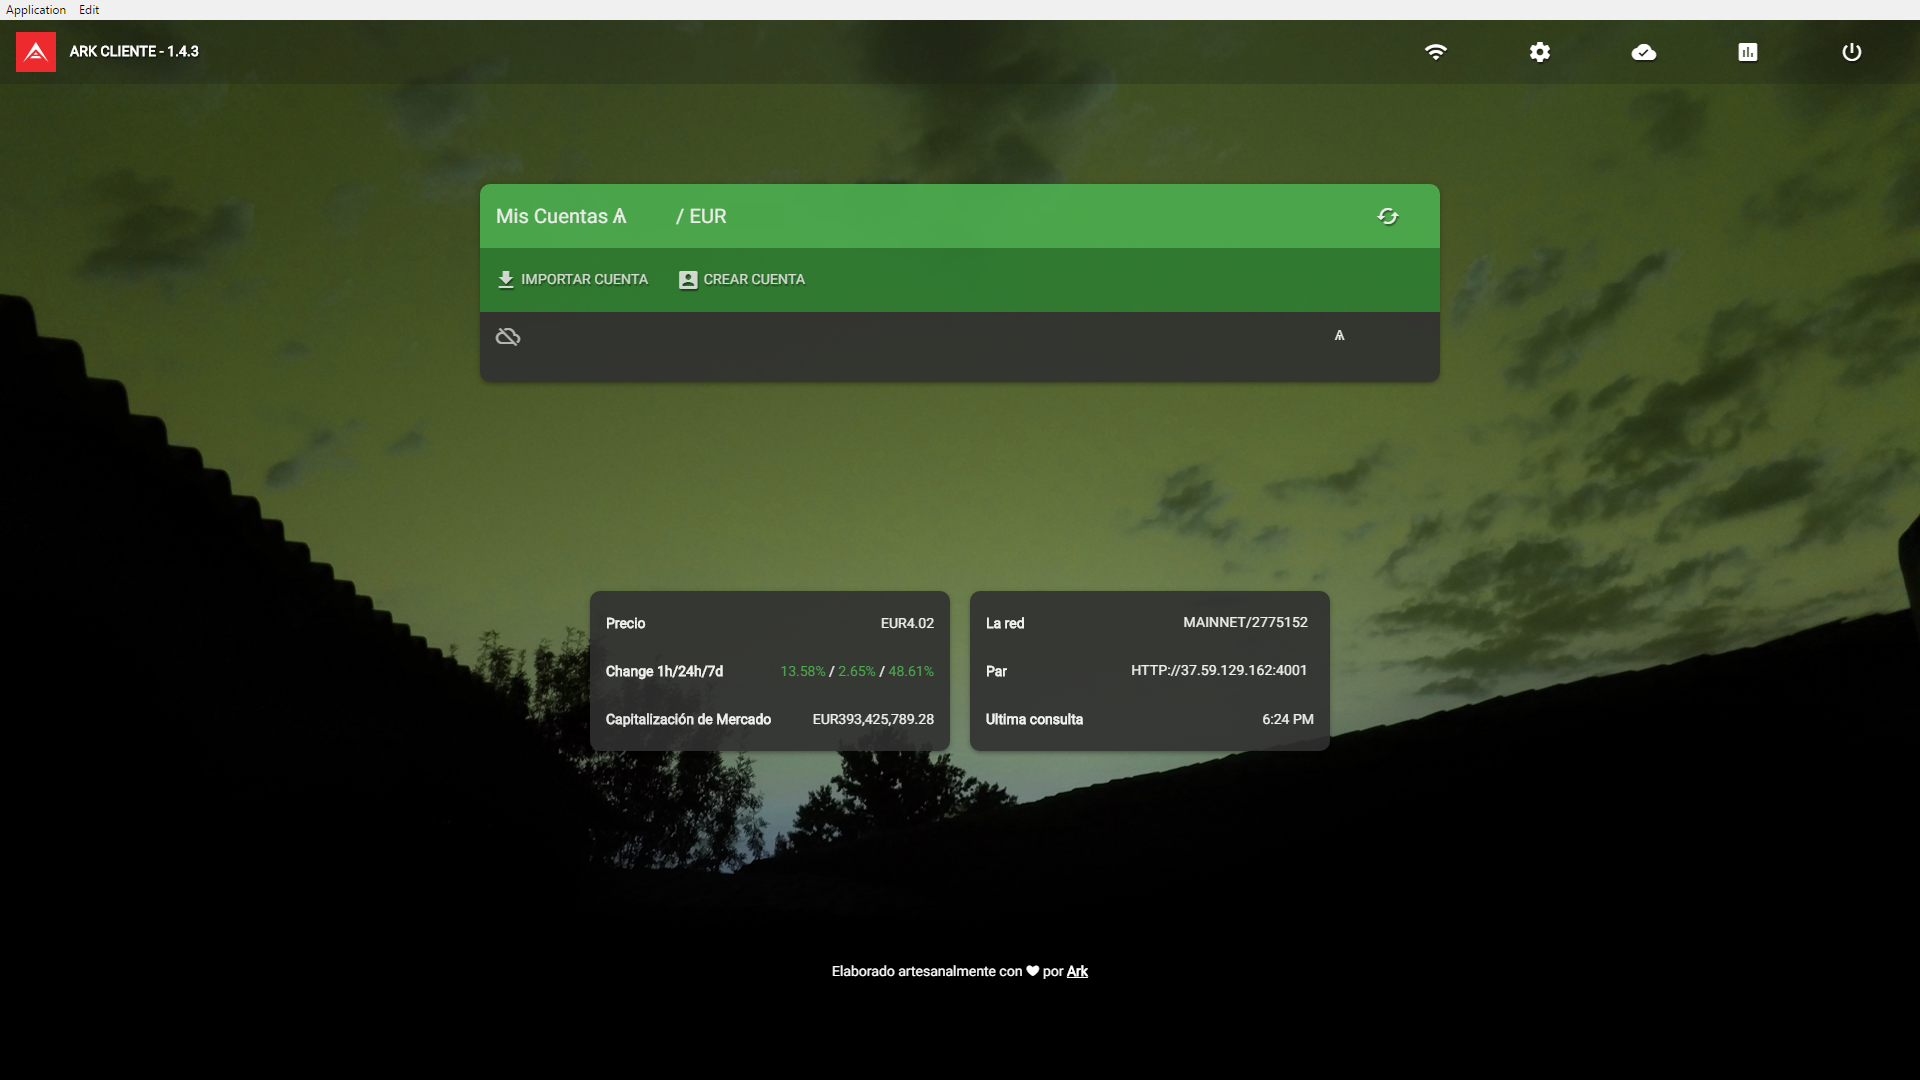 Application Edit
ARK CLIENTE - 1.4.3
Mis Cuentas Ѧ / EUR
IMPORTAR CUENTA CREAR CUENTA
Ѧ
Precio EUR4.02
Change 1h/24h/7d 13.58% / 2.65% / 48.61%
Capitalización de Mercado EUR393,425,789.28
La red MAINNET/2775152
Par HTTP://37.59.129.162:4001
Ultima consulta 6:24 PM
Elaborado artesanalmente con ♥ por Ark